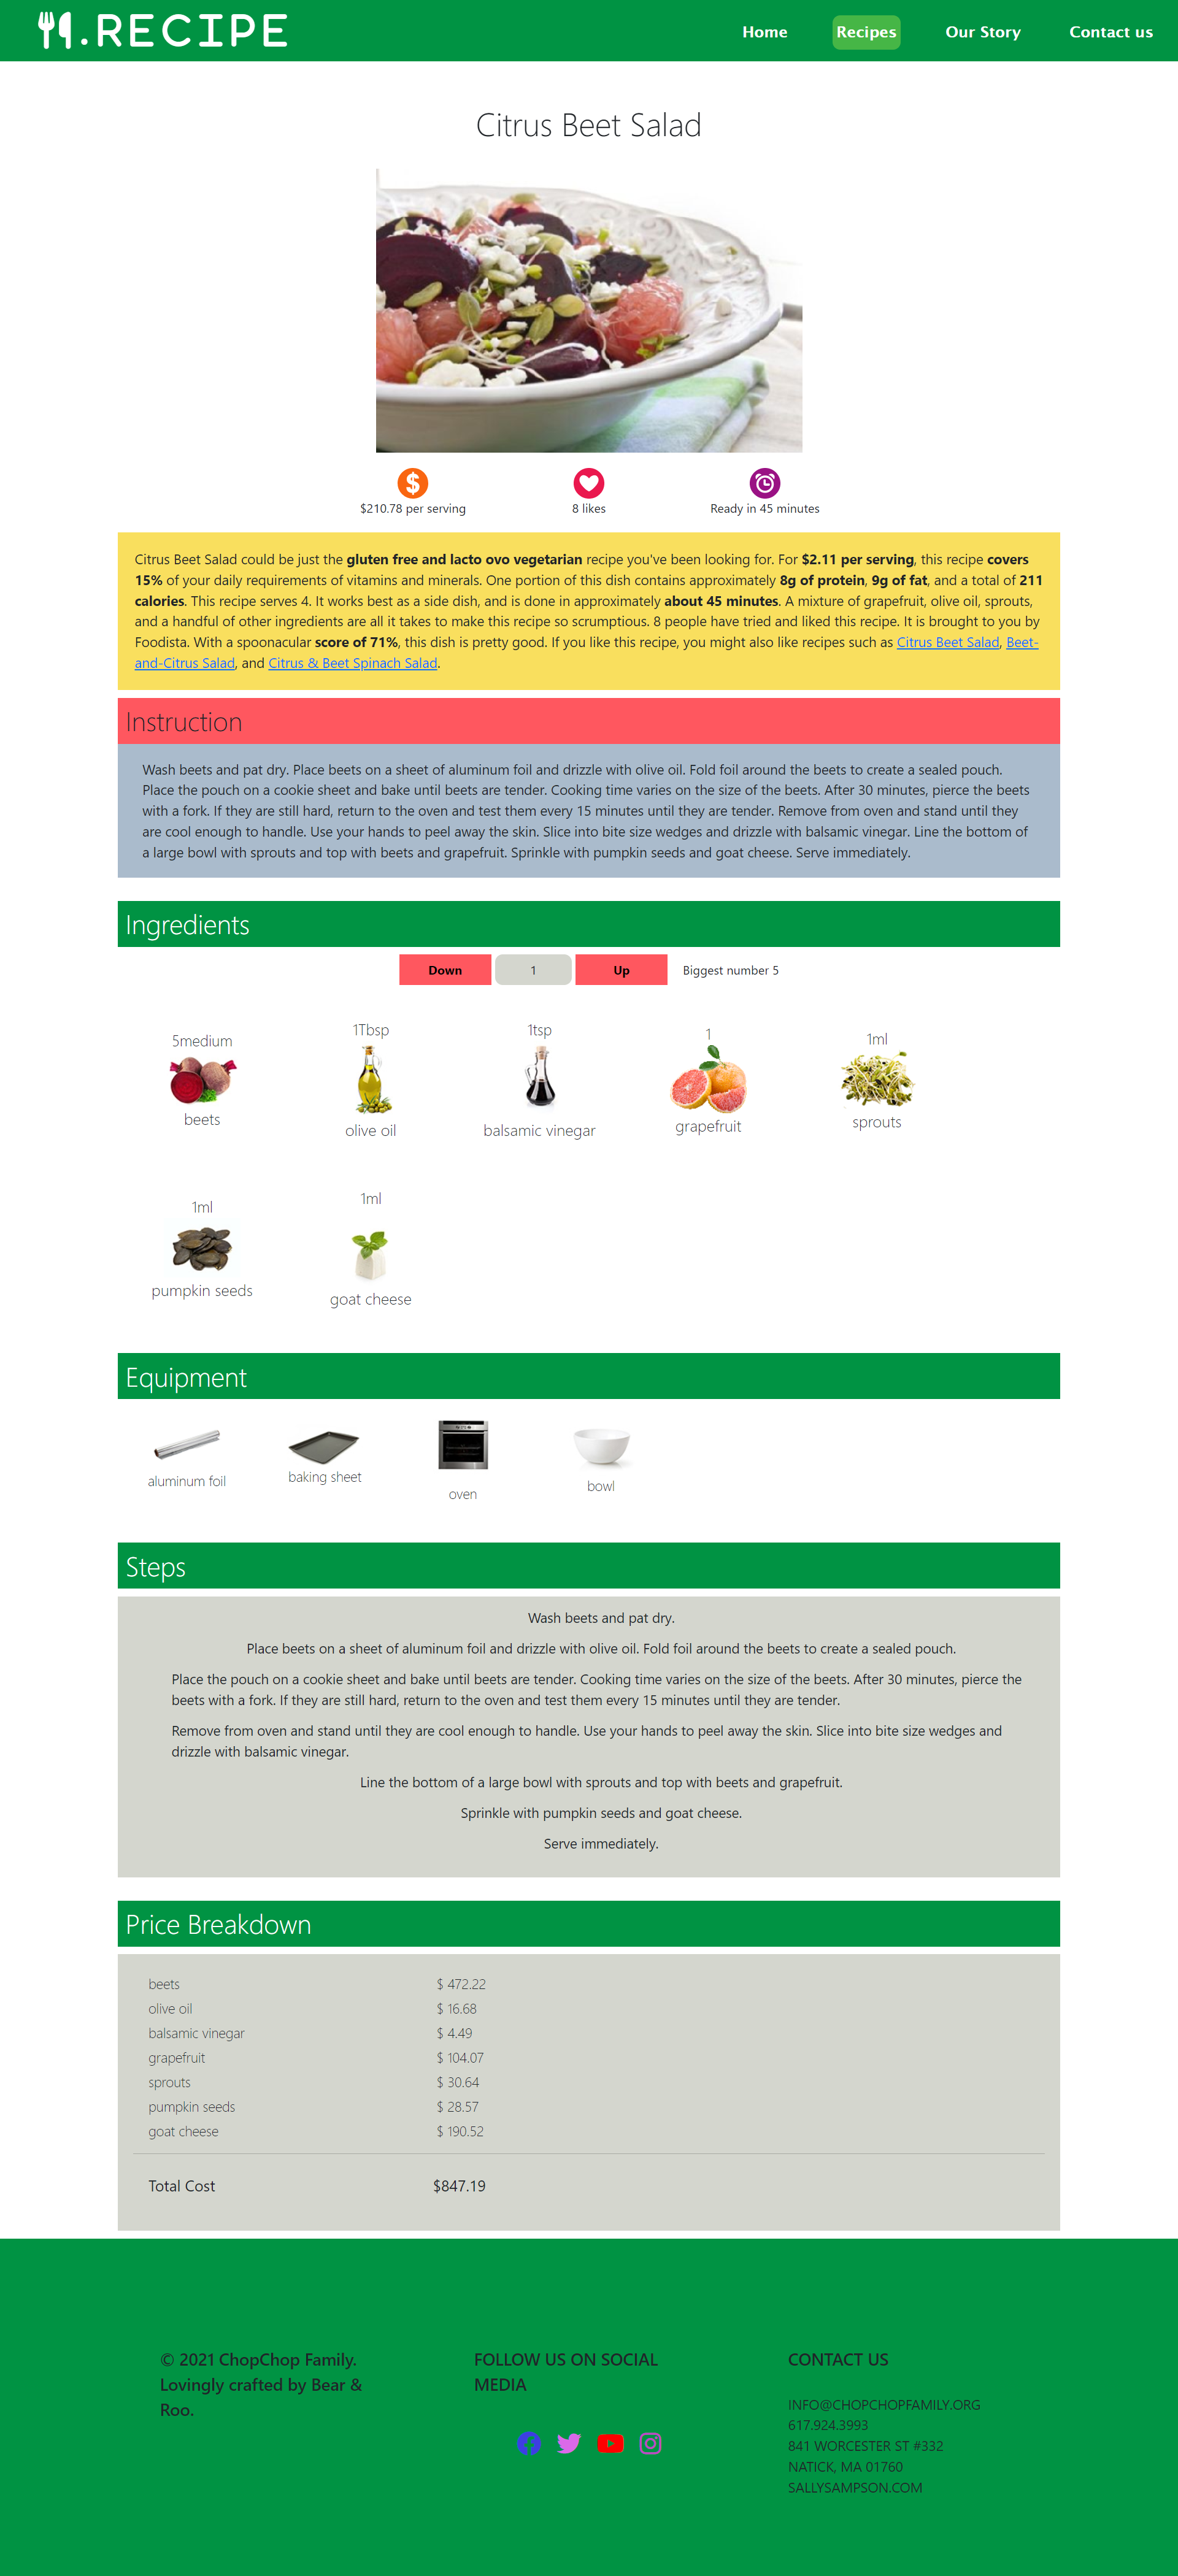 .RECIPE
Home
Recipes
Our Story
Contact us
Citrus Beet Salad
$210.78 per serving
8 likes
Ready in 45 minutes
Citrus Beet Salad could be just the gluten free and lacto ovo vegetarian recipe you've been looking for. For $2.11 per serving, this recipe covers
15% of your daily requirements of vitamins and minerals. One portion of this dish contains approximately 8g of protein, 9g of fat, and a total of 211
calories. This recipe serves 4. It works best as a side dish, and is done in approximately about 45 minutes. A mixture of grapefruit, olive oil, sprouts,
and a handful of other ingredients are all it takes to make this recipe so scrumptious. 8 people have tried and liked this recipe. It is brought to you by
Foodista. With a spoonacular score of 71%, this dish is pretty good. If you like this recipe, you might also like recipes such as Citrus Beet Salad, Beet-
and-Citrus Salad, and Citrus & Beet Spinach Salad.
Instruction
Wash beets and pat dry. Place beets on a sheet of aluminum foil and drizzle with olive oil. Fold foil around the beets to create a sealed pouch.
Place the pouch on a cookie sheet and bake until beets are tender. Cooking time varies on the size of the beets. After 30 minutes, pierce the beets
with a fork. If they are still hard, return to the oven and test them every 15 minutes until they are tender. Remove from oven and stand until they
are cool enough to handle. Use your hands to peel away the skin. Slice into bite size wedges and drizzle with balsamic vinegar. Line the bottom of
a large bowl with sprouts and top with beets and grapefruit. Sprinkle with pumpkin seeds and goat cheese. Serve immediately.
Ingredients
Down
1
Up
Biggest number 5
5medium
beets
1Tbsp
olive oil
1tsp
balsamic vinegar
1
grapefruit
1ml
sprouts
1ml
pumpkin seeds
1ml
goat cheese
Equipment
aluminum foil
baking sheet
oven
bowl
Steps
Wash beets and pat dry.
Place beets on a sheet of aluminum foil and drizzle with olive oil. Fold foil around the beets to create a sealed pouch.
Place the pouch on a cookie sheet and bake until beets are tender. Cooking time varies on the size of the beets. After 30 minutes, pierce the
beets with a fork. If they are still hard, return to the oven and test them every 15 minutes until they are tender.
Remove from oven and stand until they are cool enough to handle. Use your hands to peel away the skin. Slice into bite size wedges and
drizzle with balsamic vinegar.
Line the bottom of a large bowl with sprouts and top with beets and grapefruit.
Sprinkle with pumpkin seeds and goat cheese.
Serve immediately.
Price Breakdown
beets $ 472.22
olive oil $ 16.68
balsamic vinegar $ 4.49
grapefruit $ 104.07
sprouts $ 30.64
pumpkin seeds $ 28.57
goat cheese $ 190.52
Total Cost $847.19
© 2021 ChopChop Family.
Lovingly crafted by Bear &
Roo.
FOLLOW US ON SOCIAL
MEDIA
CONTACT US
INFO@CHOPCHOPFAMILY.ORG
617.924.3993
841 WORCESTER ST #332
NATICK, MA 01760
SALLYSAMPSON.COM